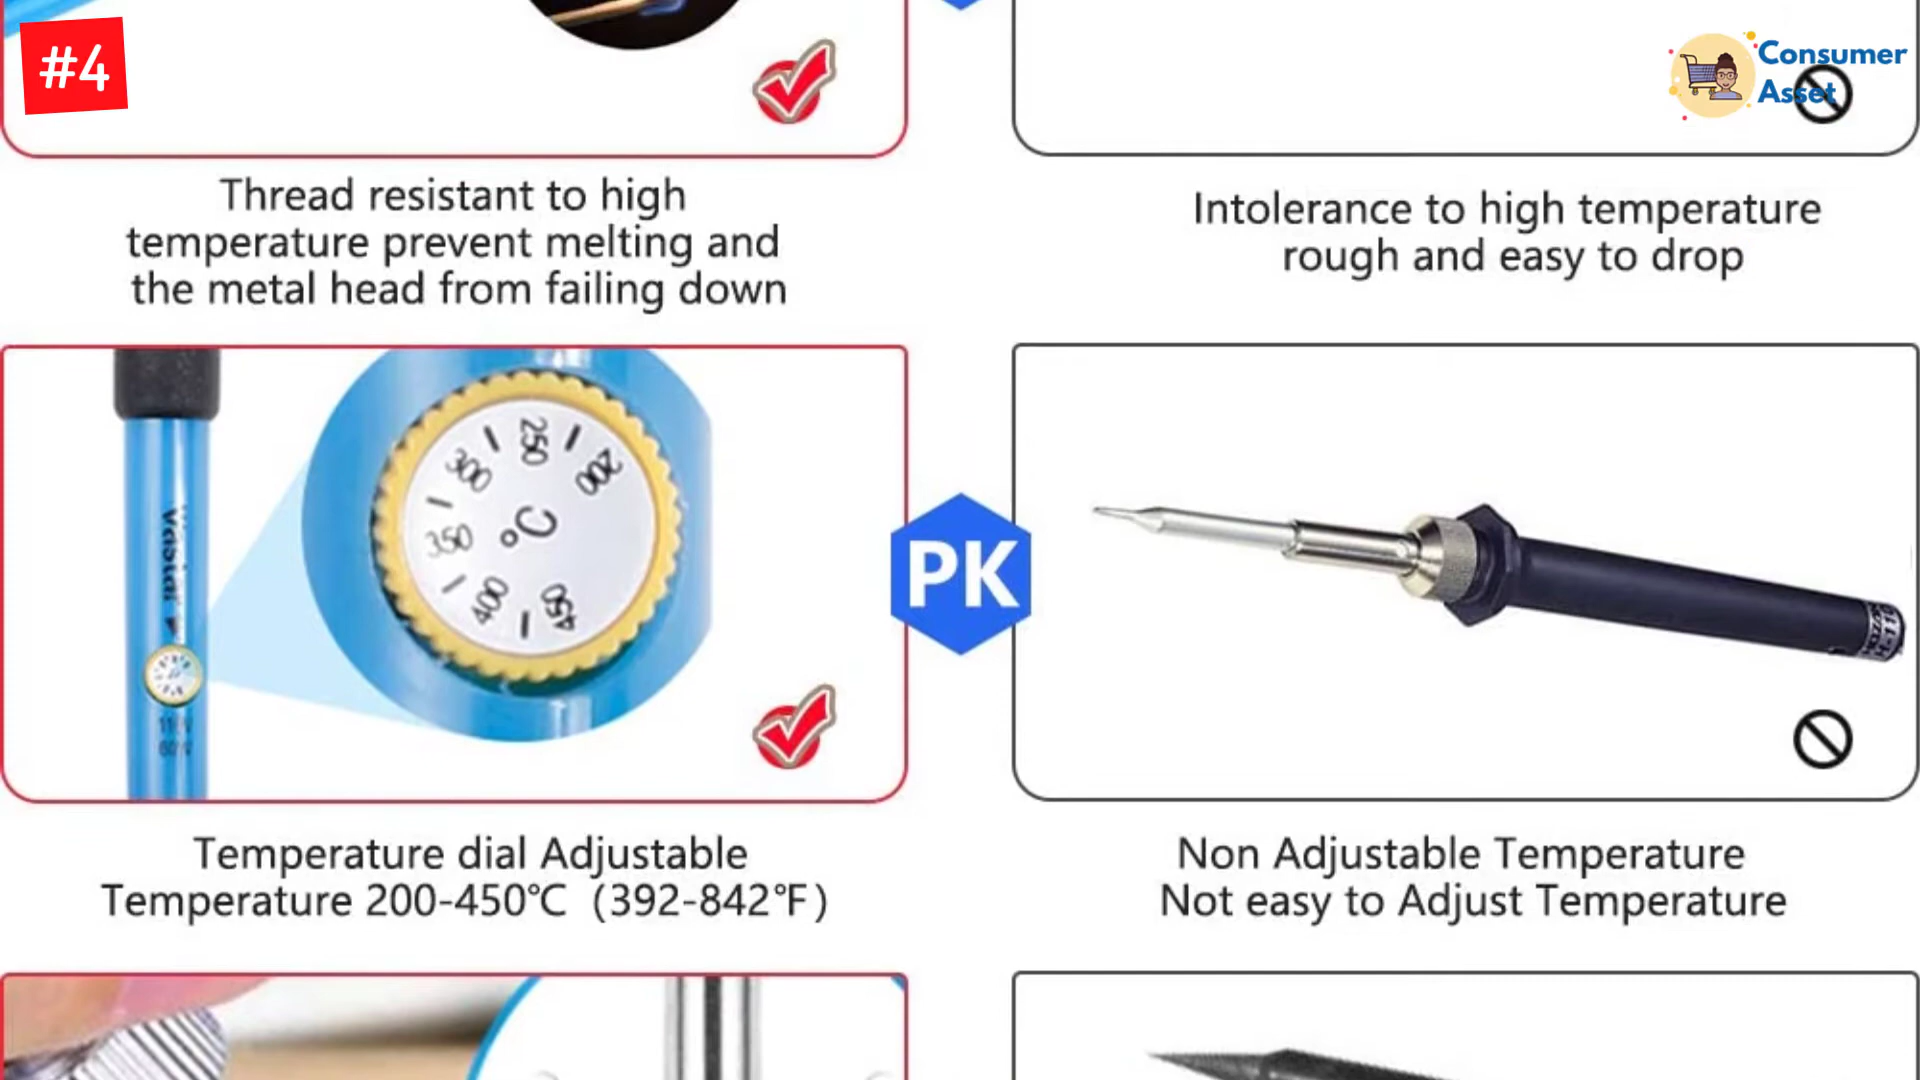 #4
Consumer
Asset
Thread resistant to high
temperature prevent melting and
the metal head from failing down
Intolerance to high temperature
rough and easy to drop
200
250
300
350
400
450
°C
Vastar
PK
Temperature dial Adjustable
Temperature 200-450℃ (392-842℉)
Non Adjustable Temperature
Not easy to Adjust Temperature